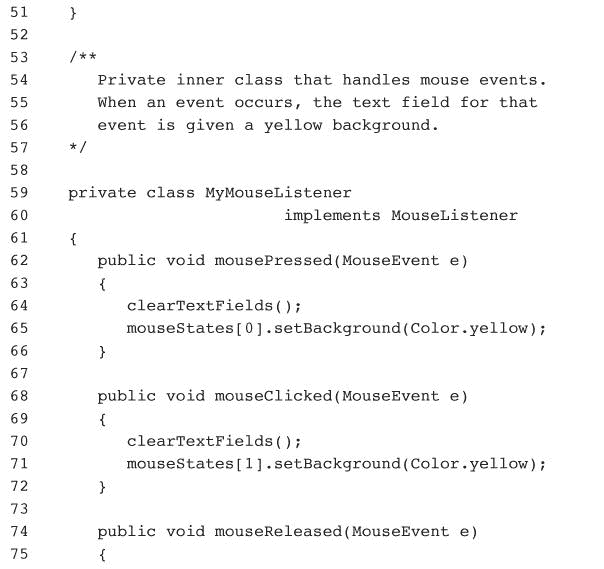 51    }
52
53    /**
54       Private inner class that handles mouse events.
55       When an event occurs, the text field for that
56       event is given a yellow background.
57    */
58
59    private class MyMouseListener
60                          implements MouseListener
61    {
62       public void mousePressed(MouseEvent e)
63       {
64          clearTextFields();
65          mouseStates[0].setBackground(Color.yellow);
66       }
67
68       public void mouseClicked(MouseEvent e)
69       {
70          clearTextFields();
71          mouseStates[1].setBackground(Color.yellow);
72       }
73
74       public void mouseReleased(MouseEvent e)
75       {